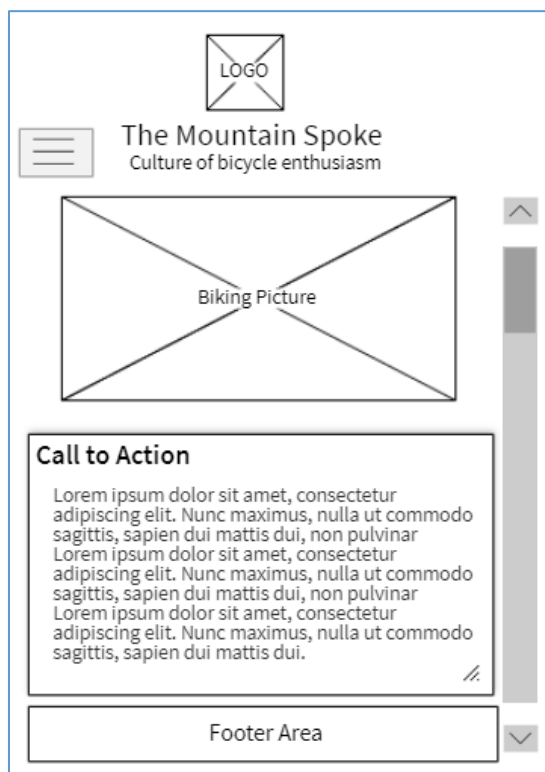 LOGO
The Mountain Spoke
Culture of bicycle enthusiasm
Biking Picture
Call to Action
Lorem ipsum dolor sit amet, consectetur
adipiscing elit. Nunc maximus, nulla ut commodo
sagittis, sapien dui mattis dui, non pulvinar
Lorem ipsum dolor sit amet, consectetur
adipiscing elit. Nunc maximus, nulla ut commodo
sagittis, sapien dui mattis dui, non pulvinar
Lorem ipsum dolor sit amet, consectetur
adipiscing elit. Nunc maximus, nulla ut commodo
sagittis, sapien dui mattis dui.
Footer Area